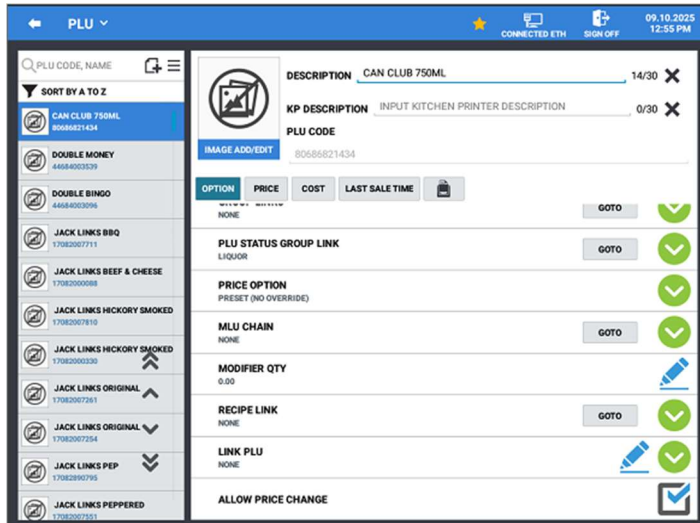 PLU
CONNECTED ETH
SIGN OFF
09.10.2025
12:55 PM
PLU CODE, NAME
SORT BY A TO Z
CAN CLUB 750ML
80686821434
DOUBLE MONEY
44684003539
DOUBLE BINGO
44684003096
JACK LINKS BBQ
17082007711
JACK LINKS BEEF & CHEESE
17082000088
JACK LINKS HICKORY SMOKED
17082007810
JACK LINKS HICKORY SMOKED
17082000330
JACK LINKS ORIGINAL
17082007261
JACK LINKS ORIGINAL
17082007254
JACK LINKS PEP
17082890795
JACK LINKS PEPPERED
17082007551
IMAGE ADD/EDIT
DESCRIPTION CAN CLUB 750ML 14/30
KP DESCRIPTION INPUT KITCHEN PRINTER DESCRIPTION 0/30
PLU CODE
80686821434
OPTION PRICE COST LAST SALE TIME
GROUP LINKS
NONE
GOTO
PLU STATUS GROUP LINK
LIQUOR
GOTO
PRICE OPTION
PRESET (NO OVERRIDE)
MLU CHAIN
NONE
GOTO
MODIFIER QTY
0.00
RECIPE LINK
NONE
GOTO
LINK PLU
NONE
ALLOW PRICE CHANGE